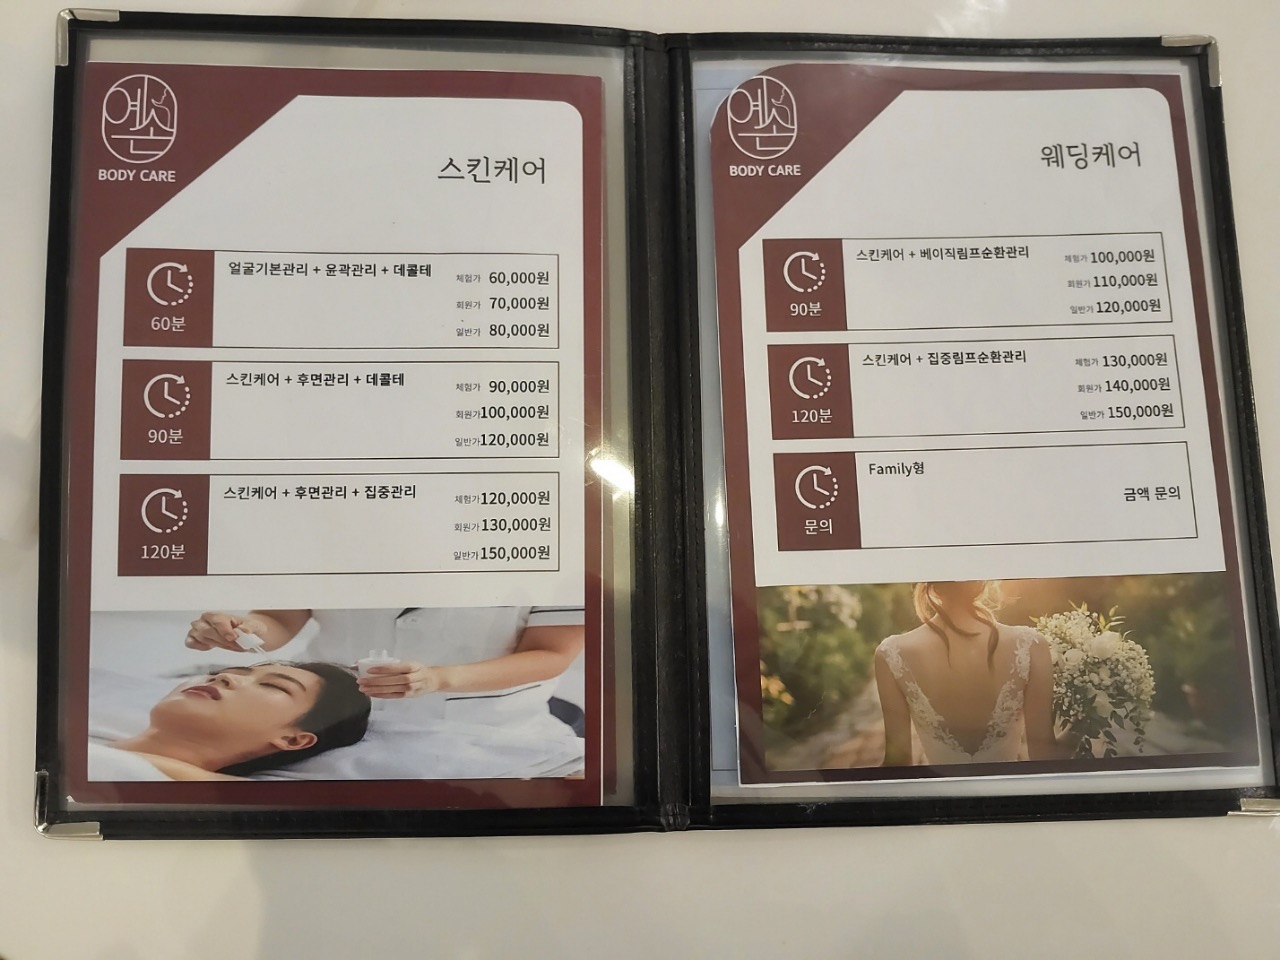 예손
BODY CARE
스킨케어
60분
얼굴기본관리 + 윤곽관리 + 데콜테
체험가 60,000원
회원가 70,000원
일반가 80,000원
90분
스킨케어 + 후면관리 + 데콜테
체험가 90,000원
회원가 100,000원
일반가 120,000원
120분
스킨케어 + 후면관리 + 집중관리
체험가 120,000원
회원가 130,000원
일반가 150,000원
예손
BODY CARE
웨딩케어
90분
스킨케어 + 베이직림프순환관리
체험가 100,000원
회원가 110,000원
일반가 120,000원
120분
스킨케어 + 집중림프순환관리
체험가 130,000원
회원가 140,000원
일반가 150,000원
문의
Family형
금액 문의